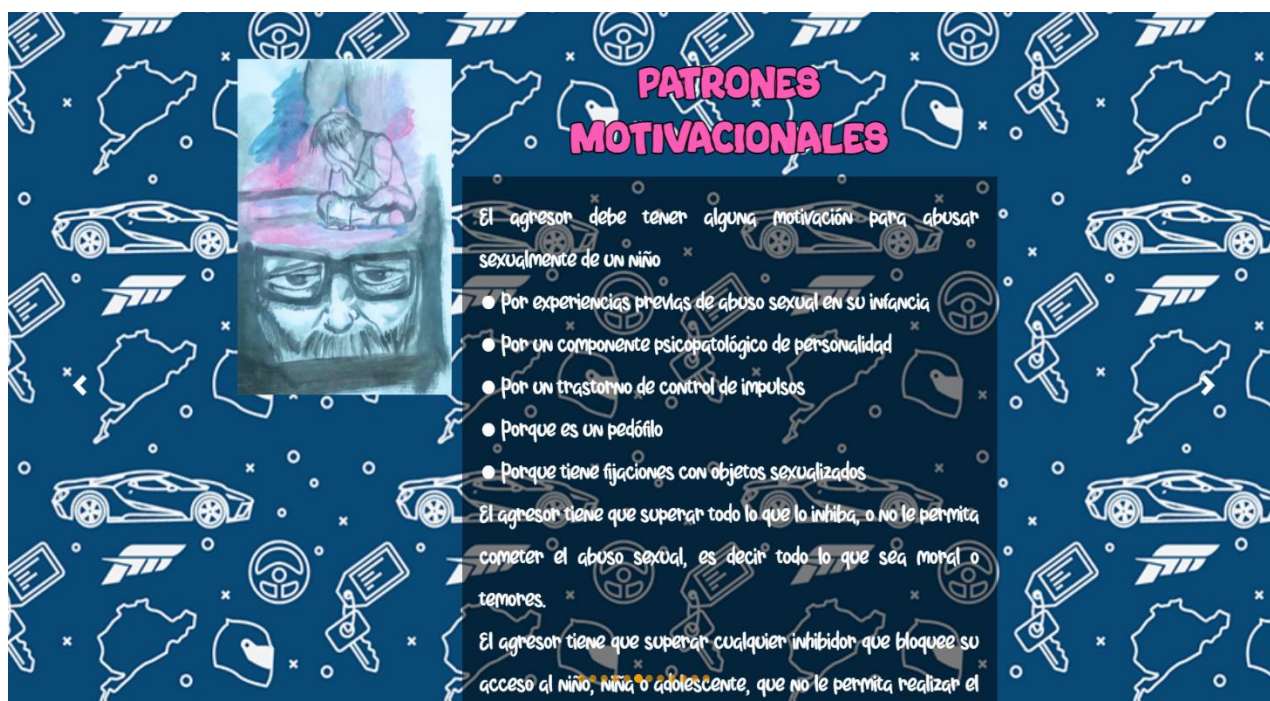 PATRONES
MOTIVACIONALES
El agresor debe tener alguna motivación para abusar
sexualmente de un niño
● Por experiencias previas de abuso sexual en su infancia
● Por un componente psicopatológico de personalidad
● Por un trastorno de control de impulsos
● Porque es un pedófilo
● Porque tiene fijaciones con objetos sexualizados
El agresor tiene que superar todo lo que lo inhiba, o no le permita
cometer el abuso sexual, es decir todo lo que sea moral o
temores.
El agresor tiene que superar cualquier inhibidor que bloquee su
acceso al niño, niña o adolescente, que no le permita realizar el